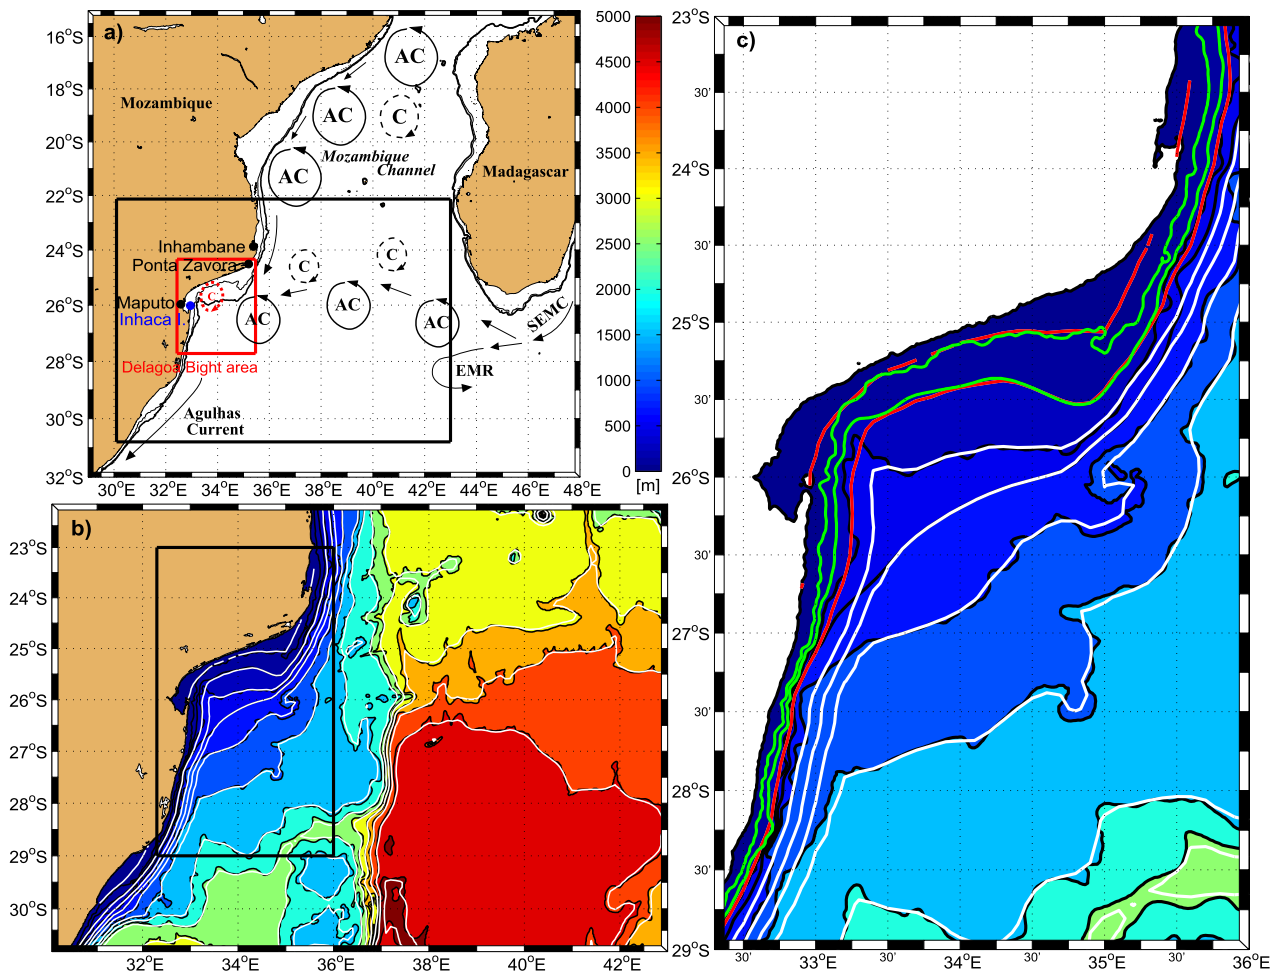 a)
16°S
18°S
20°S
22°S
24°S
26°S
28°S
30°S
32°S
30°E
32°E
34°E
36°E
38°E
40°E
42°E
44°E
46°E
48°E
Mozambique
Madagascar
Mozambique
Channel
AC
AC
C
AC
C
C
C
AC
AC
AC
Inhambane
Ponta Zavora
Maputo
Inhaca I.
Delagoa Bight area
SEMC
EMR
Agulhas
Current
5000
4500
4000
3500
3000
2500
2000
1500
1000
500
0
[m]
b)
23°S
24°S
25°S
26°S
27°S
28°S
29°S
30°S
32°E
34°E
36°E
38°E
40°E
42°E
c)
23°S
30'
24°S
30'
25°S
30'
26°S
30'
27°S
30'
28°S
30'
29°S
30'
33°E
30'
34°E
30'
35°E
30'
36°E